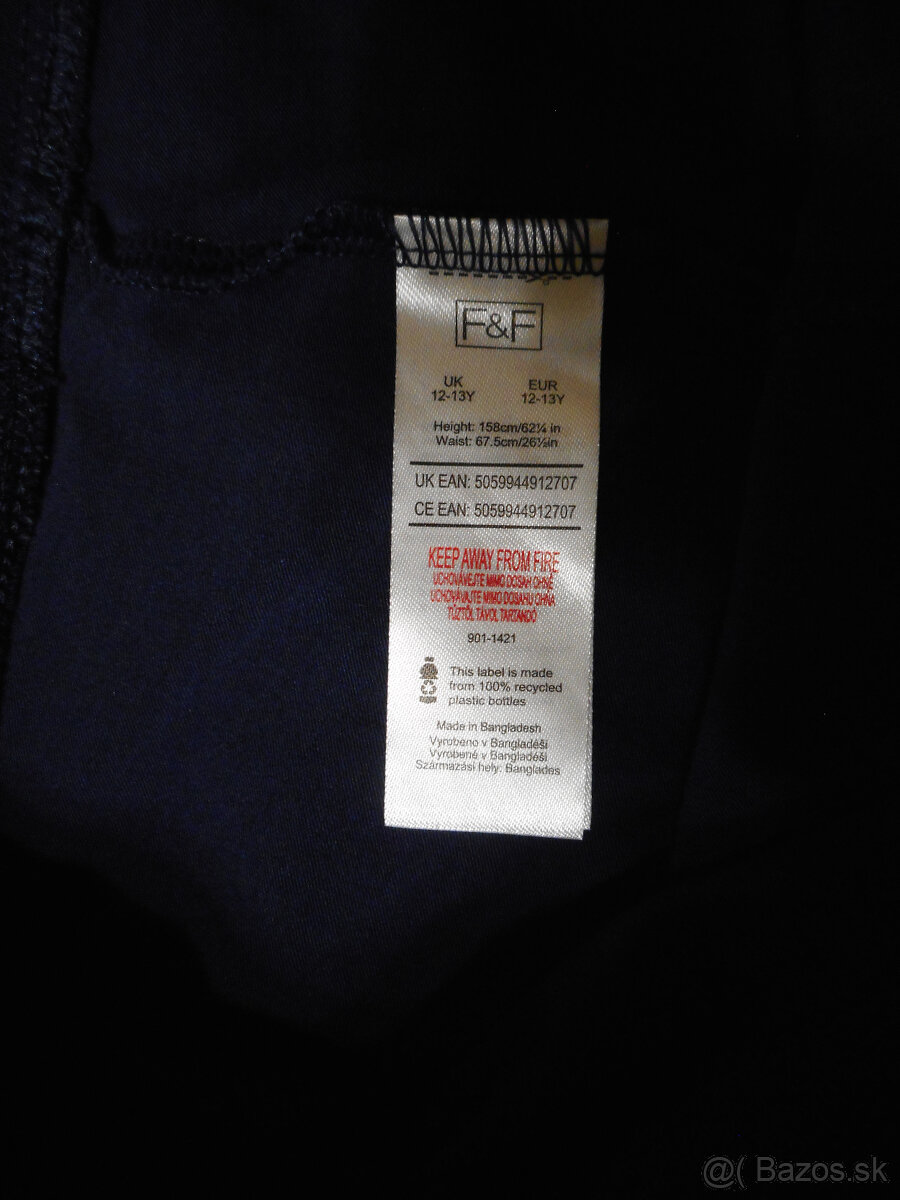 F&F
UK EUR
12-13Y 12-13Y
Height: 158cm/62¼ in
Waist: 67.5cm/26½in
UK EAN: 5059944912707
CE EAN: 5059944912707
KEEP AWAY FROM FIRE
UCHOVÁVEJTE MIMO DOSAH OHNĚ
UCHOVÁVAJTE MIMO DOSAHU OHŇA
TŰZTŐL TÁVOL TARTANDÓ
901-1421
This label is made
from 100% recycled
plastic bottles
Made in Bangladesh
Vyrobeno v Bangladéši
Vyrobené v Bangladéši
Származási hely: Banglades
@( Bazos.sk